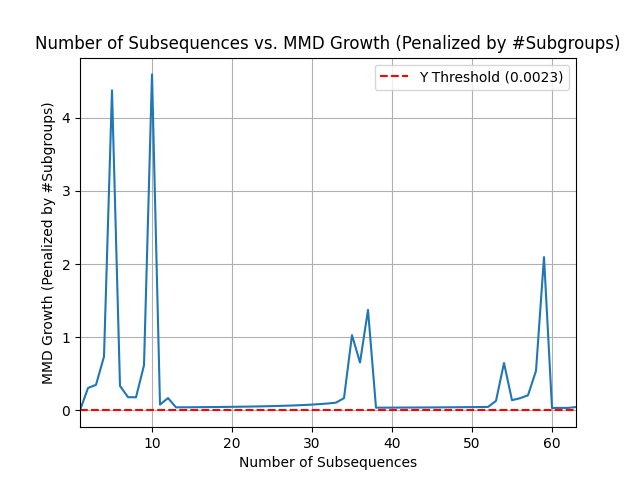 Number of Subsequences vs. MMD Growth (Penalized by #Subgroups)
Y Threshold (0.0023)
MMD Growth (Penalized by #Subgroups)
4
3
2
1
0
10 20 30 40 50 60
Number of Subsequences